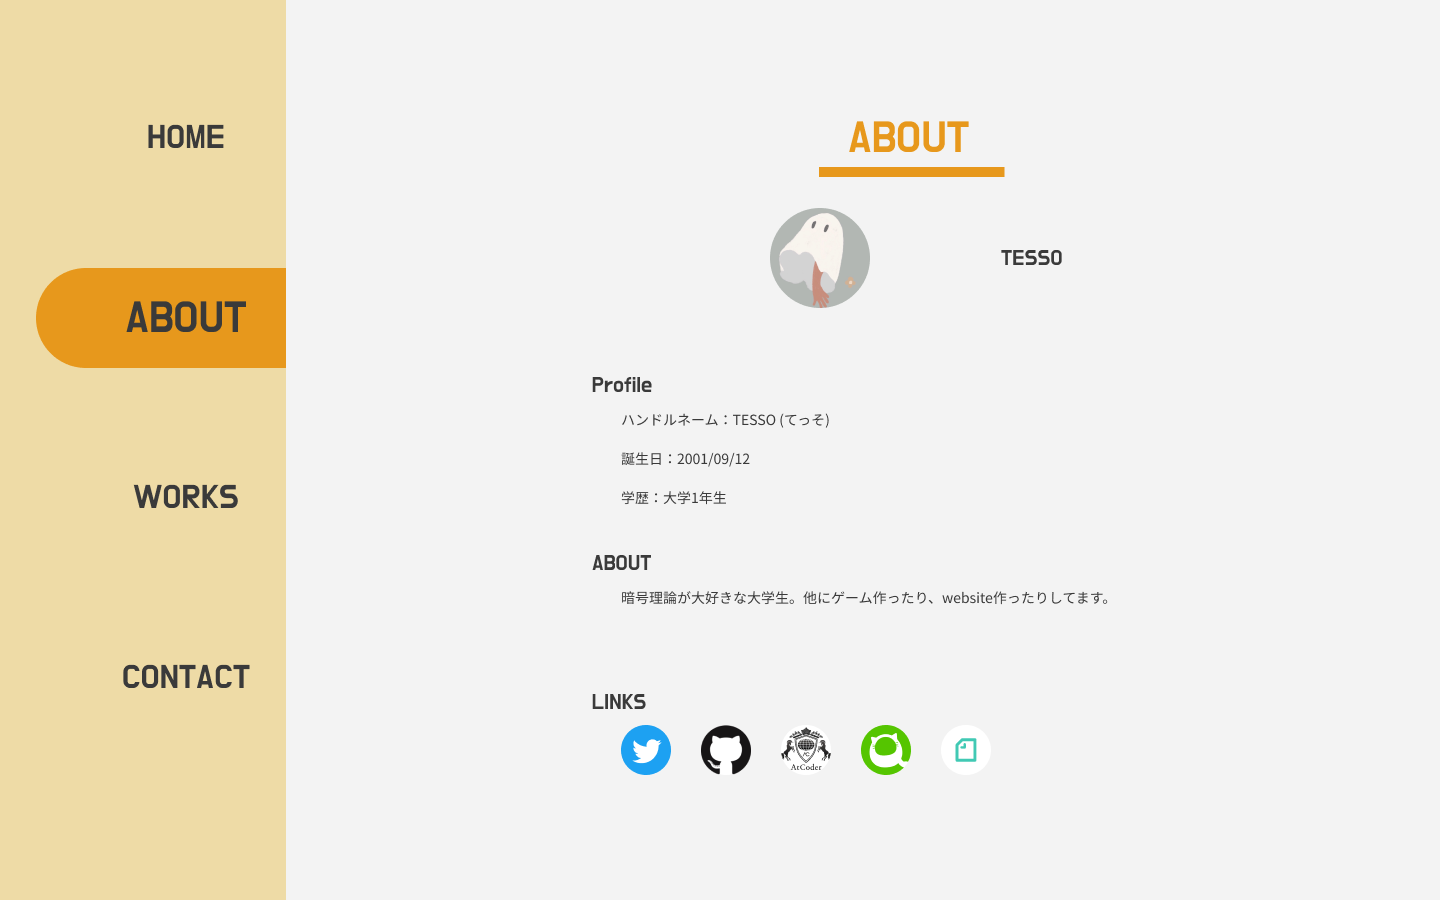 HOME
ABOUT
WORKS
CONTACT
ABOUT
TESSO
Profile
ハンドルネーム：TESSO (てっそ)
誕生日：2001/09/12
学歴：大学1年生
ABOUT
暗号理論が大好きな大学生。他にゲーム作ったり、website作ったりしてます。
LINKS
AtCoder